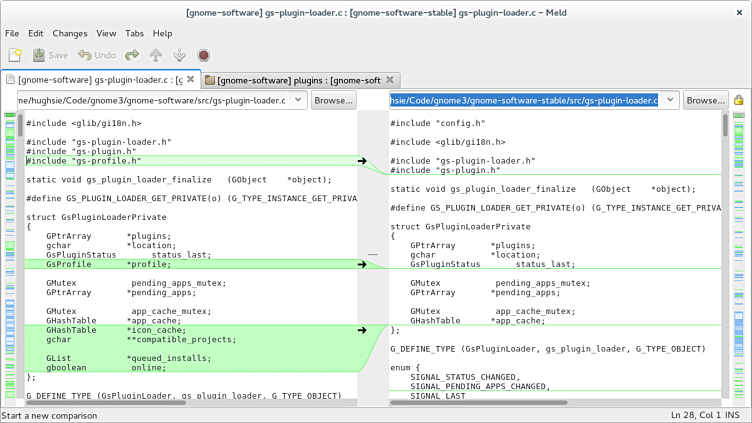 [gnome-software] gs-plugin-loader.c : [gnome-software-stable] gs-plugin-loader.c – Meld
File Edit Changes View Tabs Help
Save Undo
[gnome-software] gs-plugin-loader.c : [g
[gnome-software] plugins : [gnome-soft
me/hughsie/Code/gnome3/gnome-software/src/gs-plugin-loader.c Browse...
hsie/Code/gnome3/gnome-software-stable/src/gs-plugin-loader.c Browse...
#include <glib/gi18n.h>
#include "gs-plugin-loader.h"
#include "gs-plugin.h"
#include "gs-profile.h"
static void gs_plugin_loader_finalize (GObject *object);
#define GS_PLUGIN_LOADER_GET_PRIVATE(o) (G_TYPE_INSTANCE_GET_PRIVA
struct GsPluginLoaderPrivate
{
GPtrArray *plugins;
gchar *location;
GsPluginStatus status_last;
GsProfile *profile;
GMutex pending_apps_mutex;
GPtrArray *pending_apps;
GMutex app_cache_mutex;
GHashTable *app_cache;
GHashTable *icon_cache;
gchar **compatible_projects;
GList *queued_installs;
gboolean online;
};
G_DEFINE_TYPE (GsPluginLoader, gs_plugin_loader, G_TYPE_OBJECT)
#include "config.h"
#include <glib/gi18n.h>
#include "gs-plugin-loader.h"
#include "gs-plugin.h"
static void gs_plugin_loader_finalize (GObject *object);
#define GS_PLUGIN_LOADER_GET_PRIVATE(o) (G_TYPE_INSTANCE_GET_PRIVA
struct GsPluginLoaderPrivate
{
GPtrArray *plugins;
gchar *location;
GsPluginStatus status_last;
GMutex pending_apps_mutex;
GPtrArray *pending_apps;
GMutex app_cache_mutex;
GHashTable *app_cache;
};
G_DEFINE_TYPE (GsPluginLoader, gs_plugin_loader, G_TYPE_OBJECT)
enum {
SIGNAL_STATUS_CHANGED,
SIGNAL_PENDING_APPS_CHANGED,
SIGNAL_LAST
Start a new comparison
Ln 28, Col 1 INS